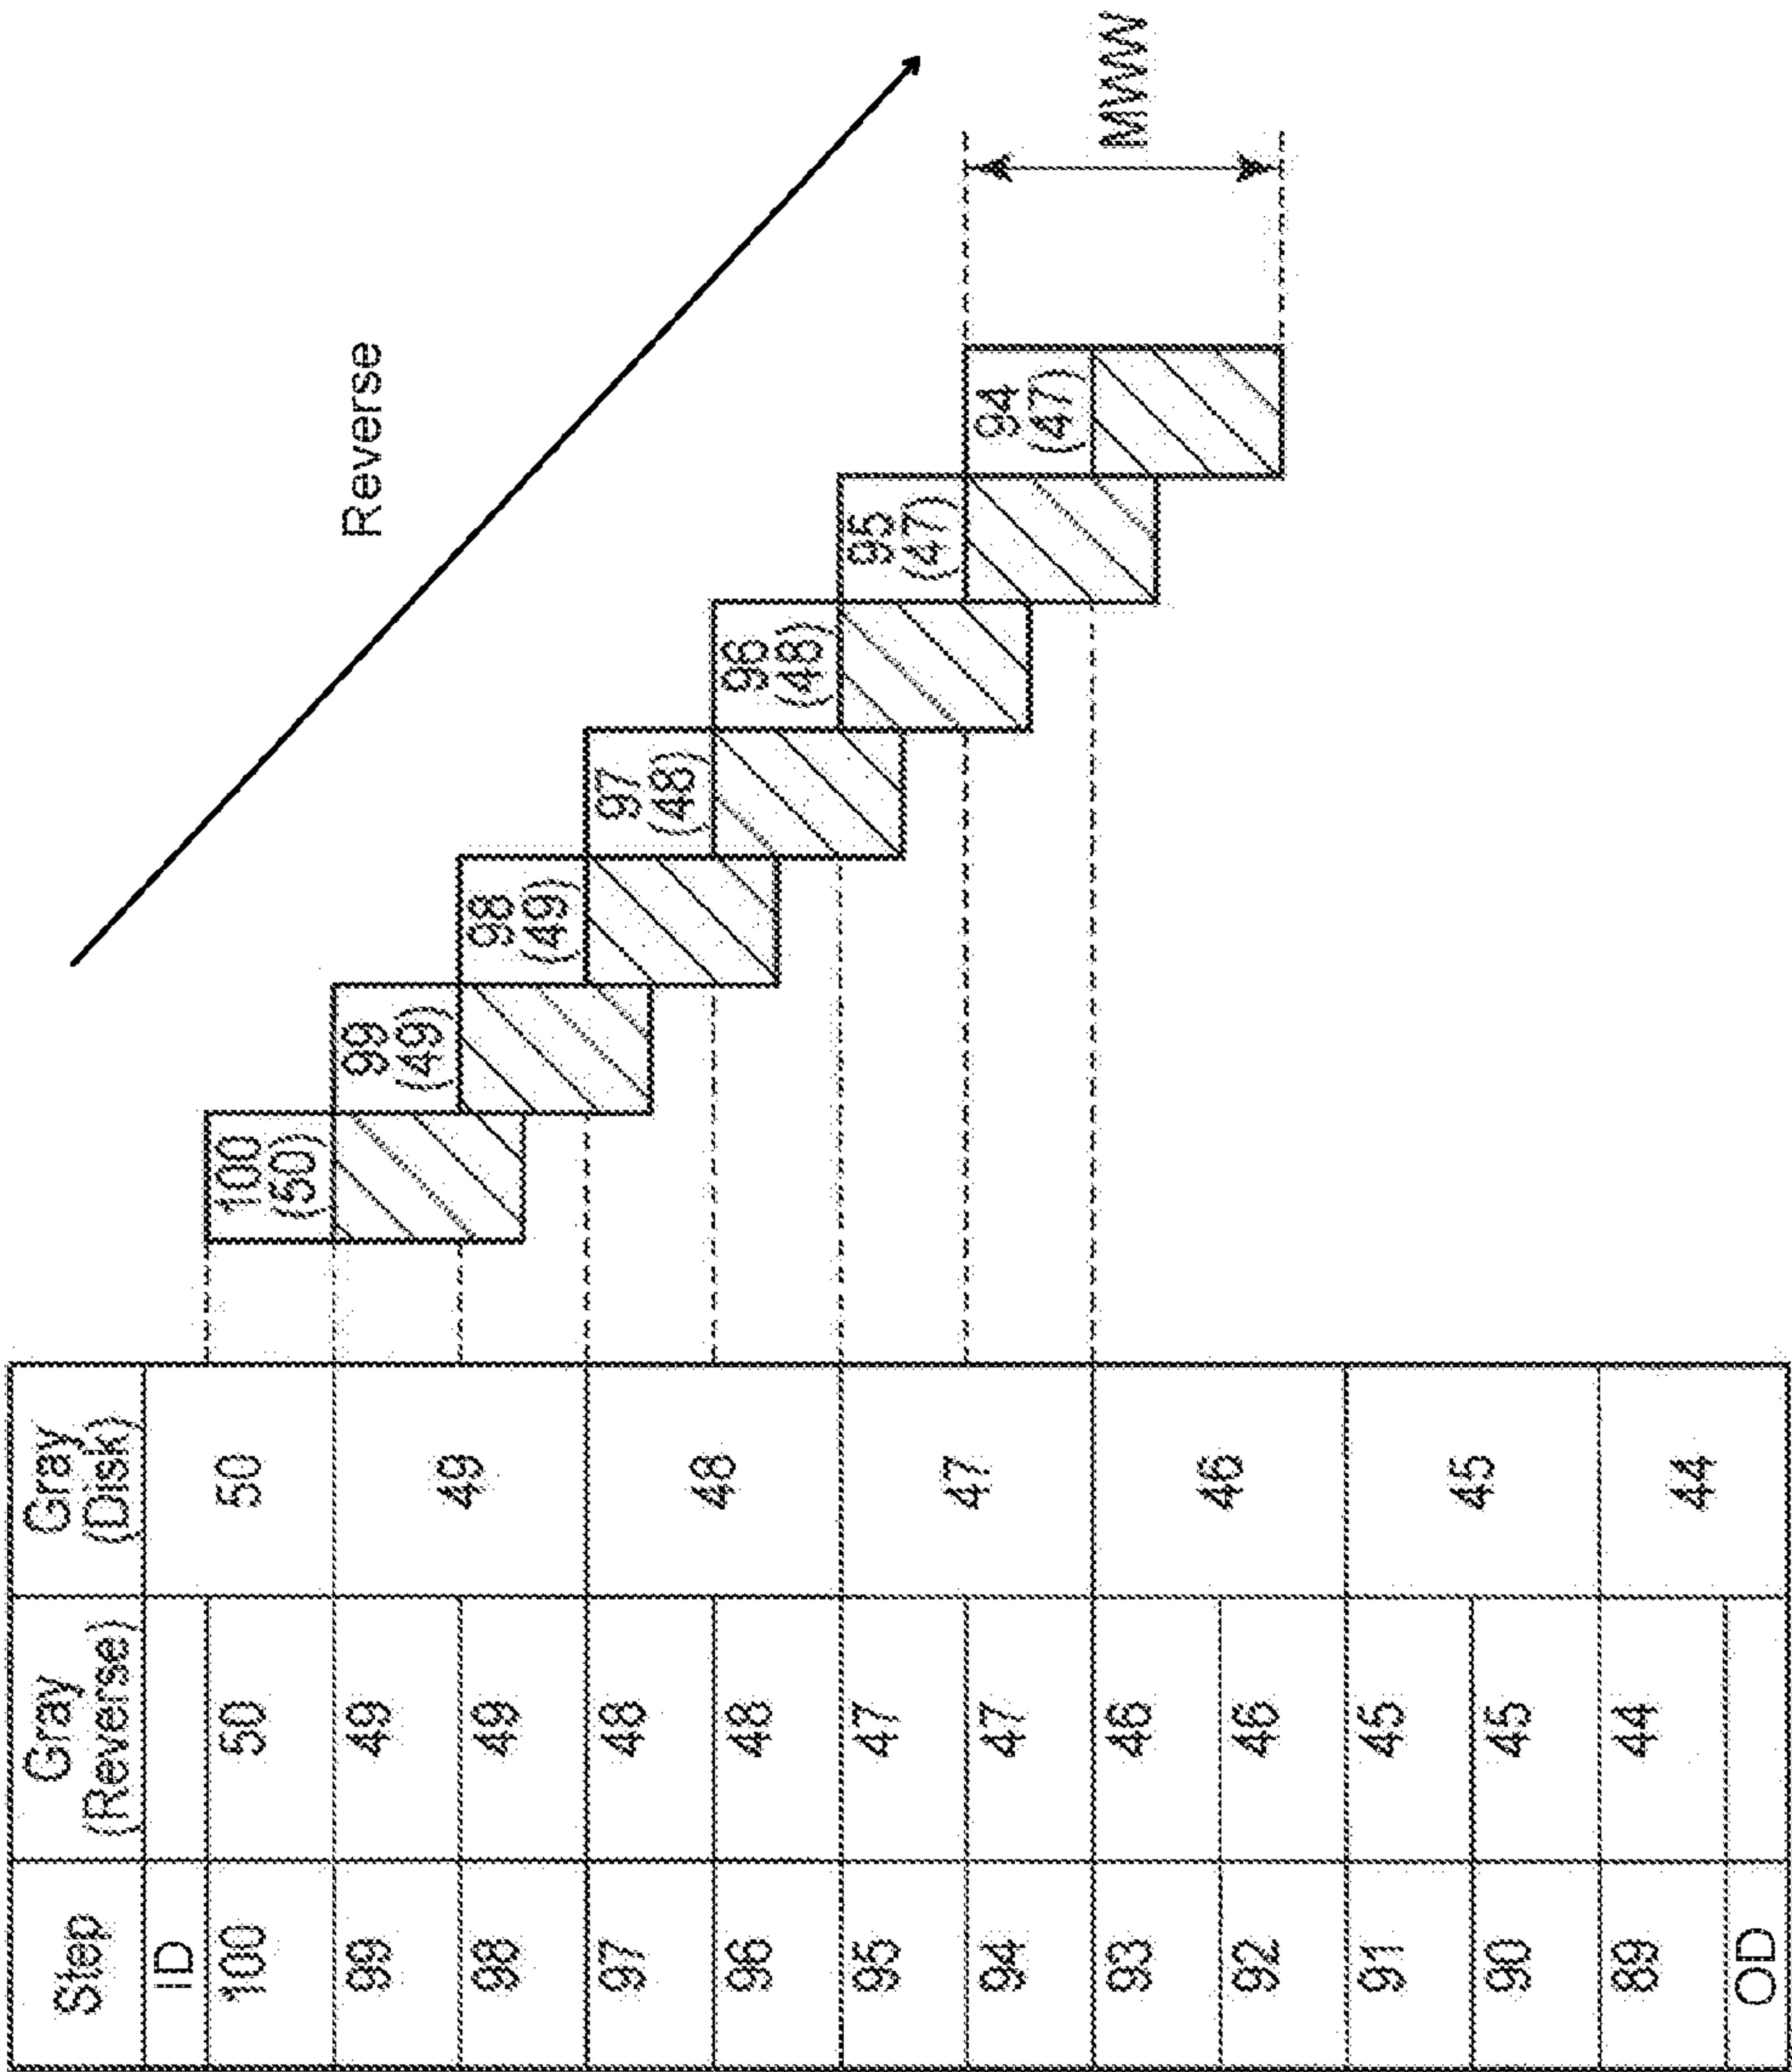 Step
Gray
(Reverse)
Gray
(Disk)
ID
100 50 50
99 49 49
98 49
97 48 48
96 48
95 47 47
94 47
93 46 46
92 46
91 45 45
90 45
89 44 44
OD
Reverse
100
(50)
99
(49)
98
(49)
97
(48)
96
(48)
95
(47)
94
(47)
MWW